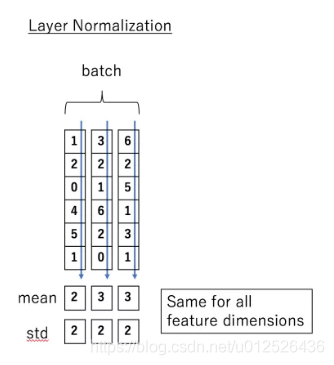 Layer Normalization
batch
1 3 6
2 2 2
0 1 5
4 6 1
5 2 3
1 0 1
mean 2 3 3
Same for all
feature dimensions
std 2 2 2
https://blog.csdn.net/u012526436